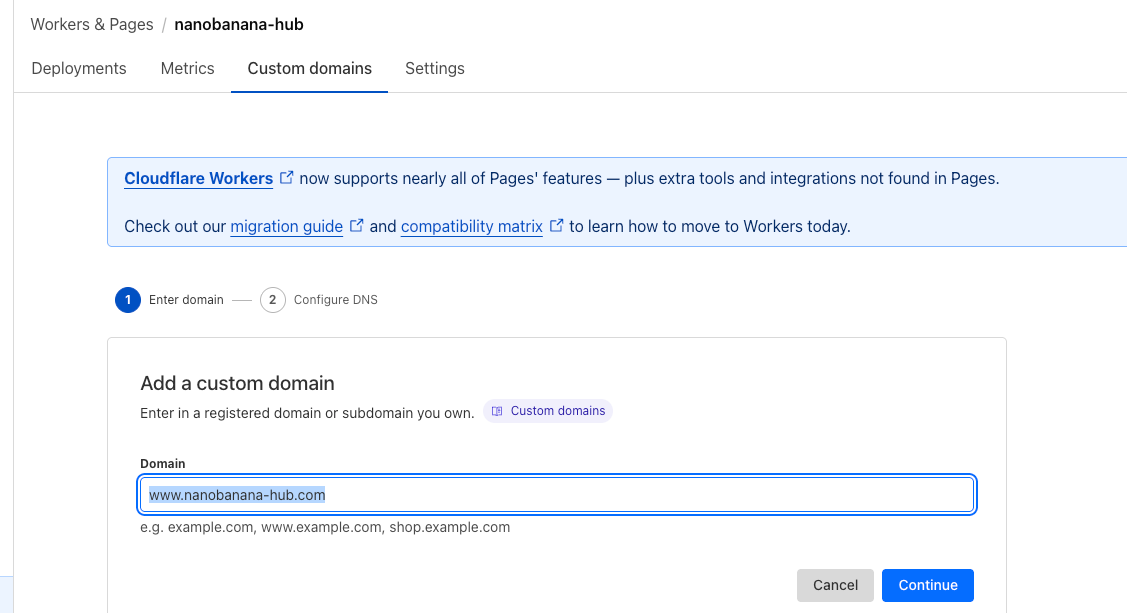 Workers & Pages / nanobanana-hub
Deployments Metrics Custom domains Settings
Cloudflare Workers now supports nearly all of Pages' features — plus extra tools and integrations not found in Pages.
Check out our migration guide and compatibility matrix to learn how to move to Workers today.
1 Enter domain 2 Configure DNS
Add a custom domain
Enter in a registered domain or subdomain you own. Custom domains
Domain
www.nanobanana-hub.com
e.g. example.com, www.example.com, shop.example.com
Cancel Continue